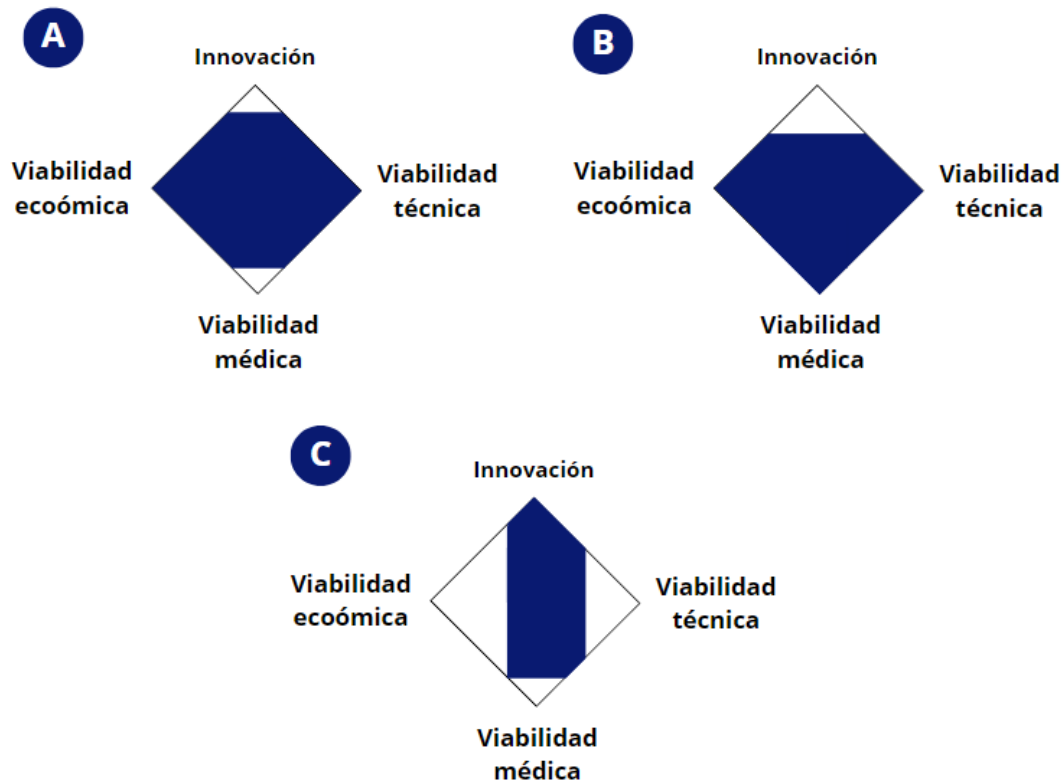 A
Innovación
Viabilidad
ecoómica
Viabilidad
técnica
Viabilidad
médica
B
Innovación
Viabilidad
ecoómica
Viabilidad
técnica
Viabilidad
médica
C
Innovación
Viabilidad
ecoómica
Viabilidad
técnica
Viabilidad
médica